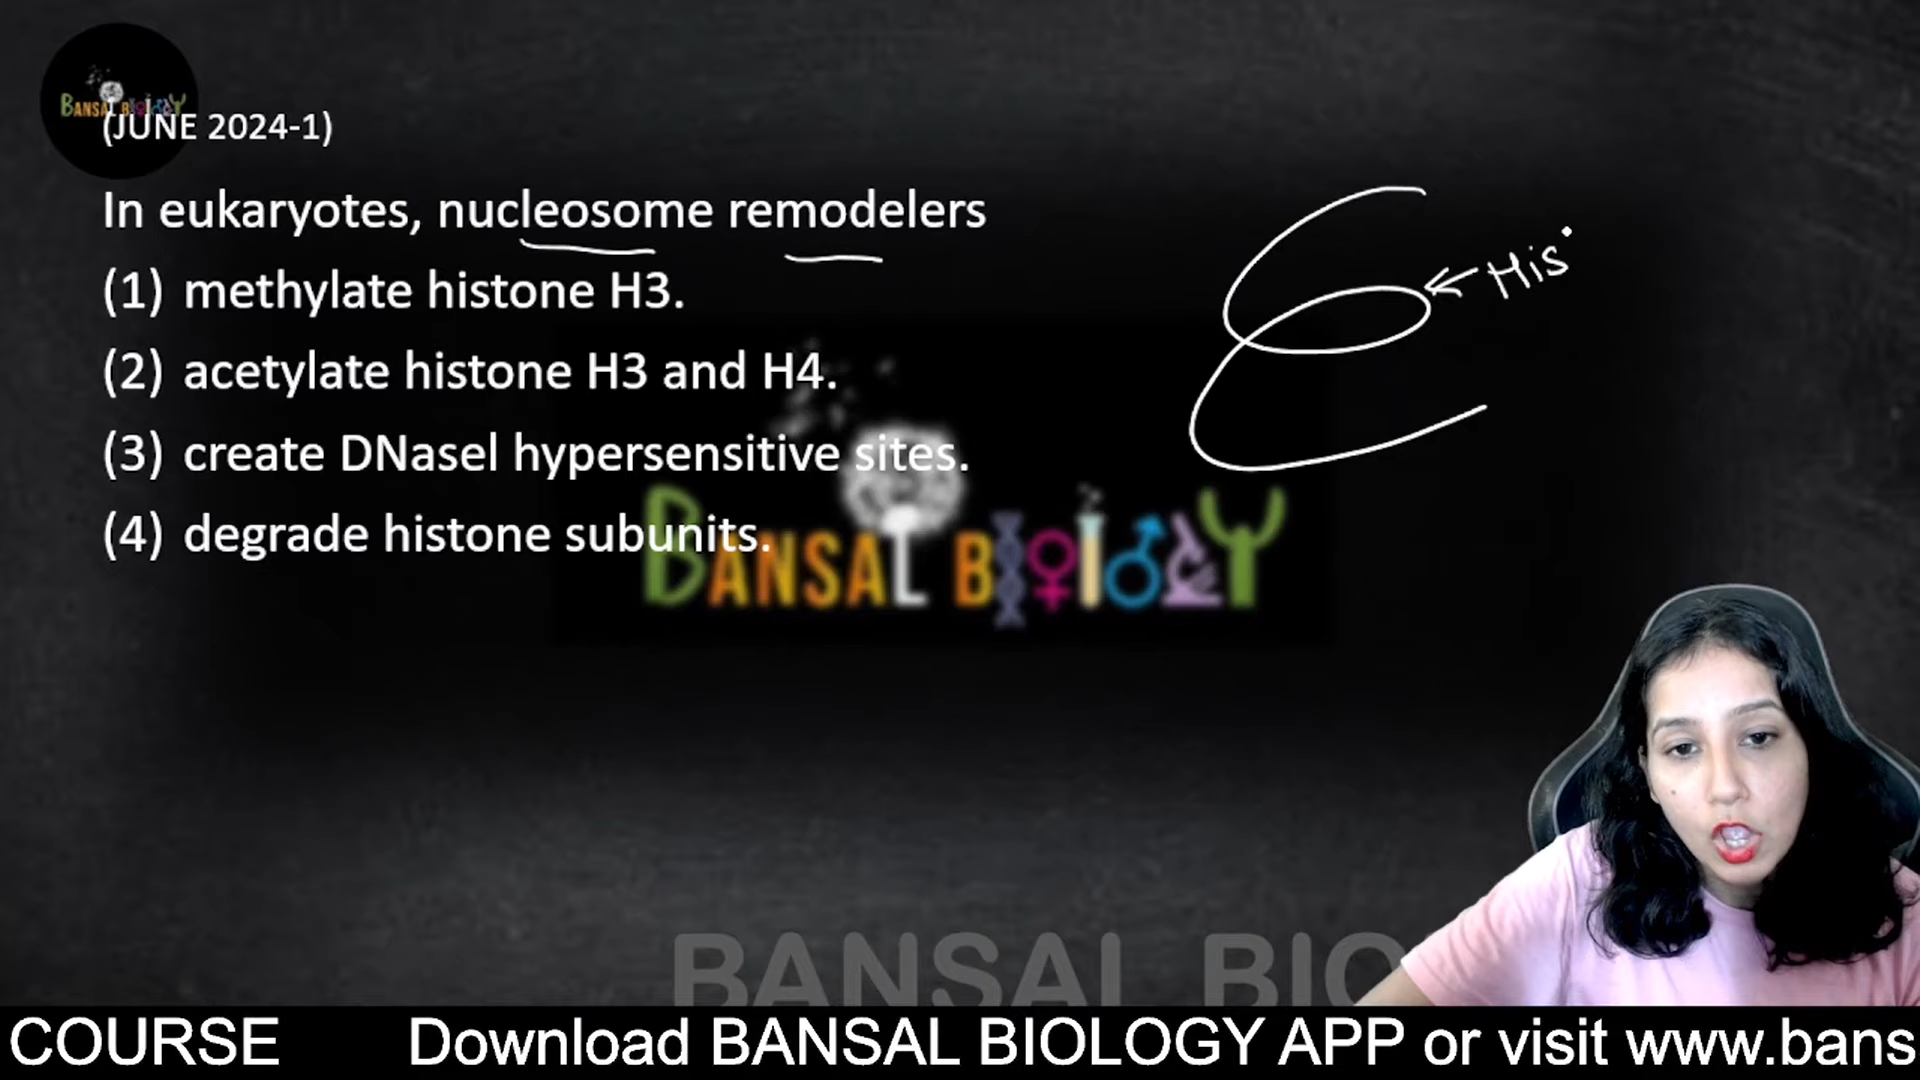 BANSAL BIOLOGY
(JUNE 2024-1)
In eukaryotes, nucleosome remodelers
(1) methylate histone H3.
(2) acetylate histone H3 and H4.
(3) create DNaseI hypersensitive sites.
(4) degrade histone subunits.
His
BANSAL BIOLOGY
BANSAL BIO
COURSE Download BANSAL BIOLOGY APP or visit www.bans